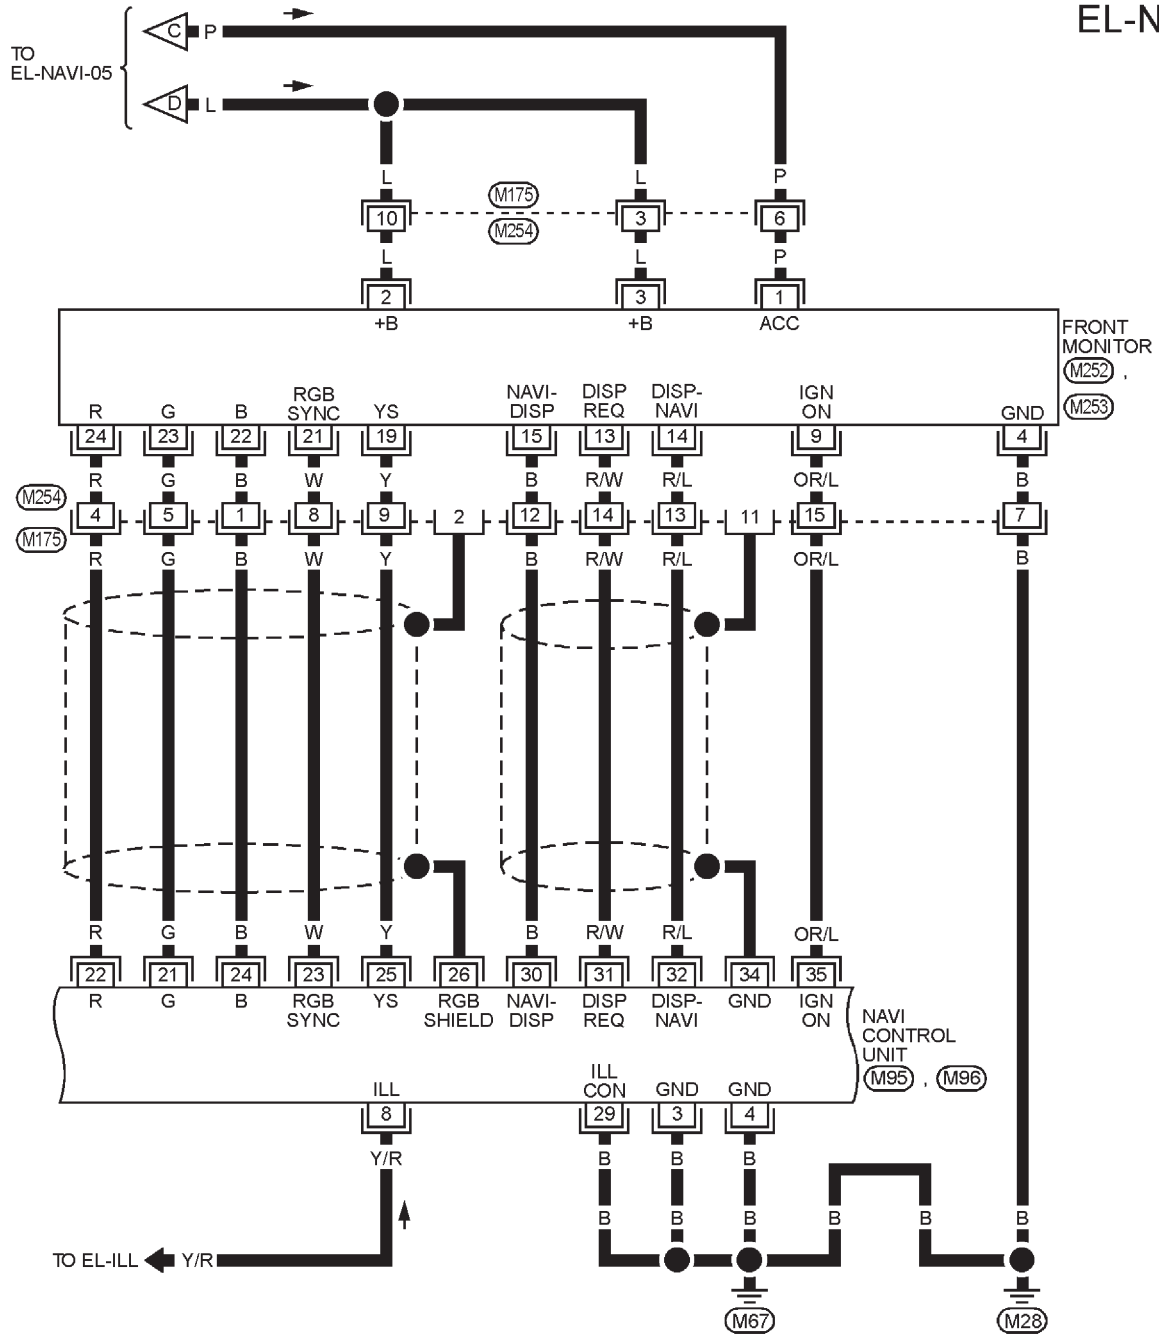 EL-N
TO
EL-NAVI-05
C P
D L
L L P
M175
10 3 6
M254
L L P
2 3 1
+B +B ACC
FRONT
MONITOR
M252 ,
M253
R G B RGB SYNC YS NAVI-DISP DISP REQ DISP-NAVI IGN ON GND
24 23 22 21 19 15 13 14 9 4
R G B W Y B R/W R/L OR/L B
M254
4 5 1 8 9 2 12 14 13 11 15 7
M175
R G B W Y B R/W R/L OR/L B
R G B W Y B R/W R/L OR/L
22 21 24 23 25 26 30 31 32 34 35
R G B RGB SYNC YS RGB SHIELD NAVI-DISP DISP REQ DISP-NAVI GND IGN ON
NAVI
CONTROL
UNIT
M95 , M96
ILL ILL CON GND GND
8 29 3 4
Y/R B B B
B B B B B B
TO EL-ILL Y/R
M67 M28